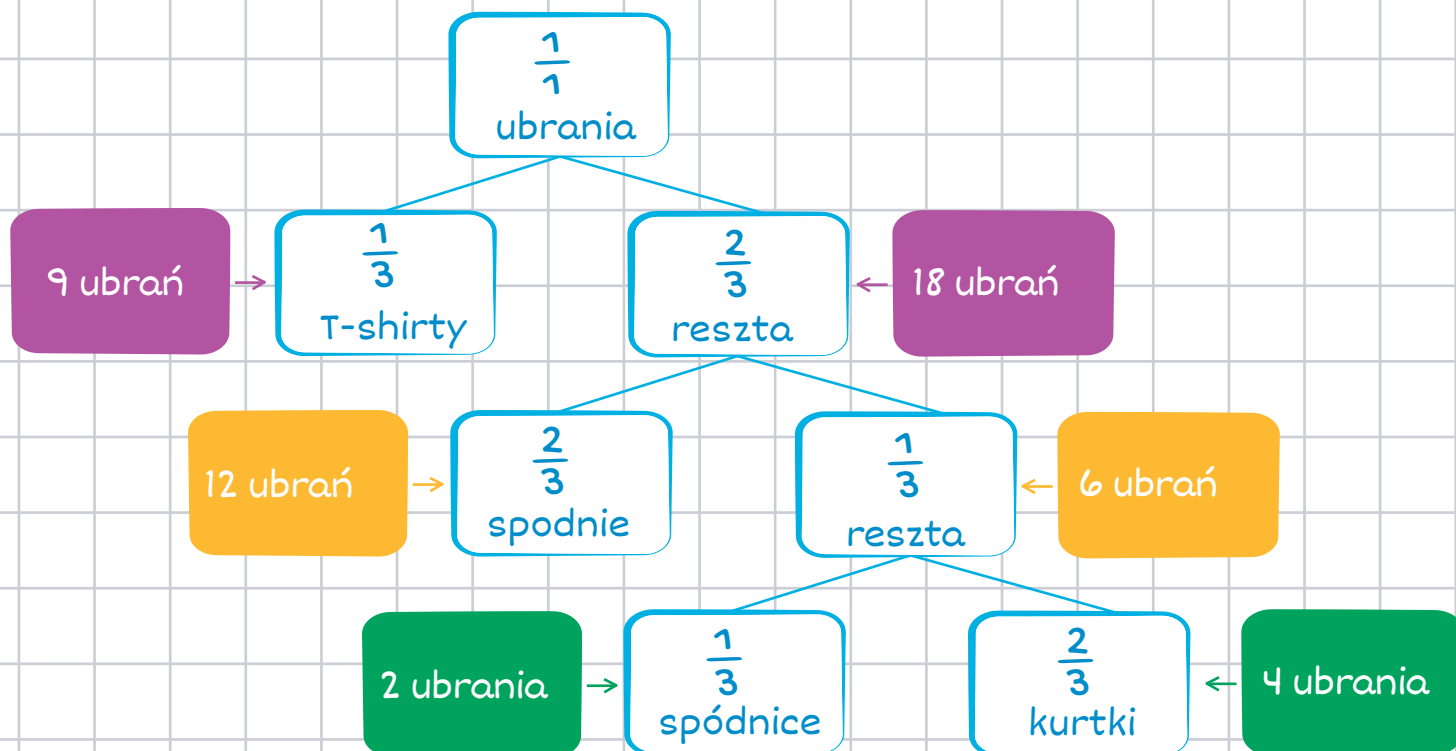 1
1
ubrania
9 ubrań
1
3
T-shirty
2
3
reszta
18 ubrań
12 ubrań
2
3
spodnie
1
3
reszta
6 ubrań
2 ubrania
1
3
spódnice
2
3
kurtki
4 ubrania